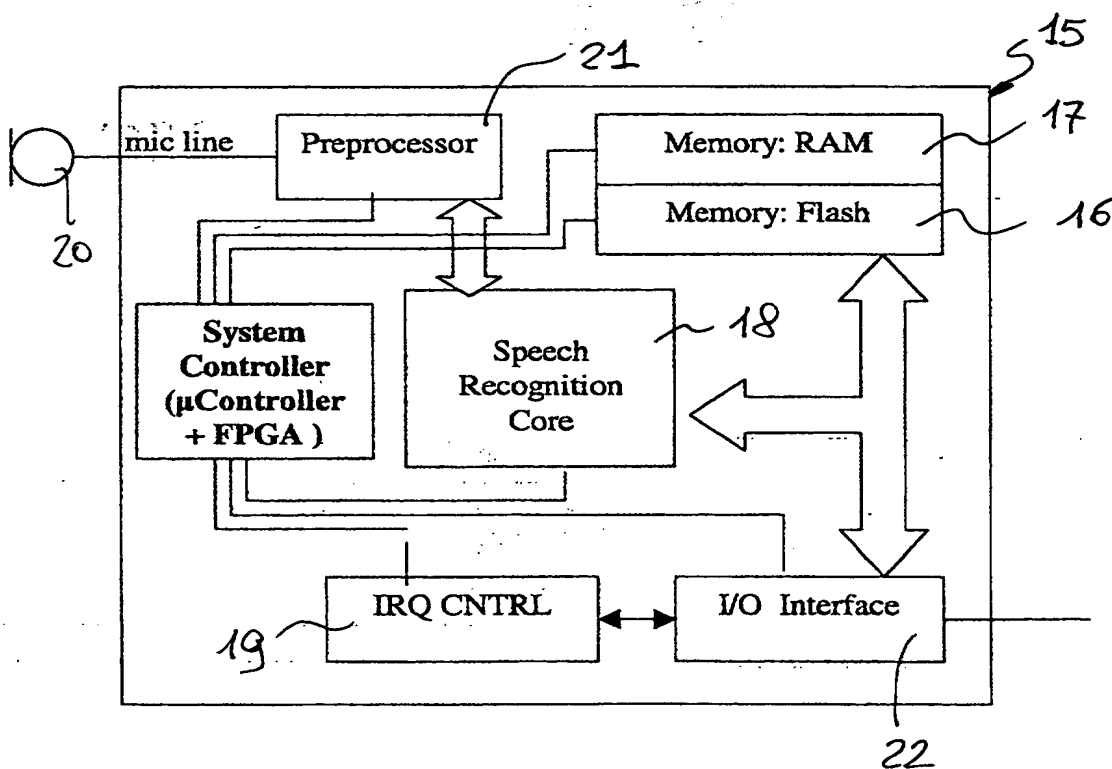 15
21
17
mic line
Preprocessor
Memory: RAM
Memory: Flash
16
20
System
Controller
(µController
+ FPGA )
Speech
Recognition
Core
18
IRQ CNTRL
I/O Interface
19
22